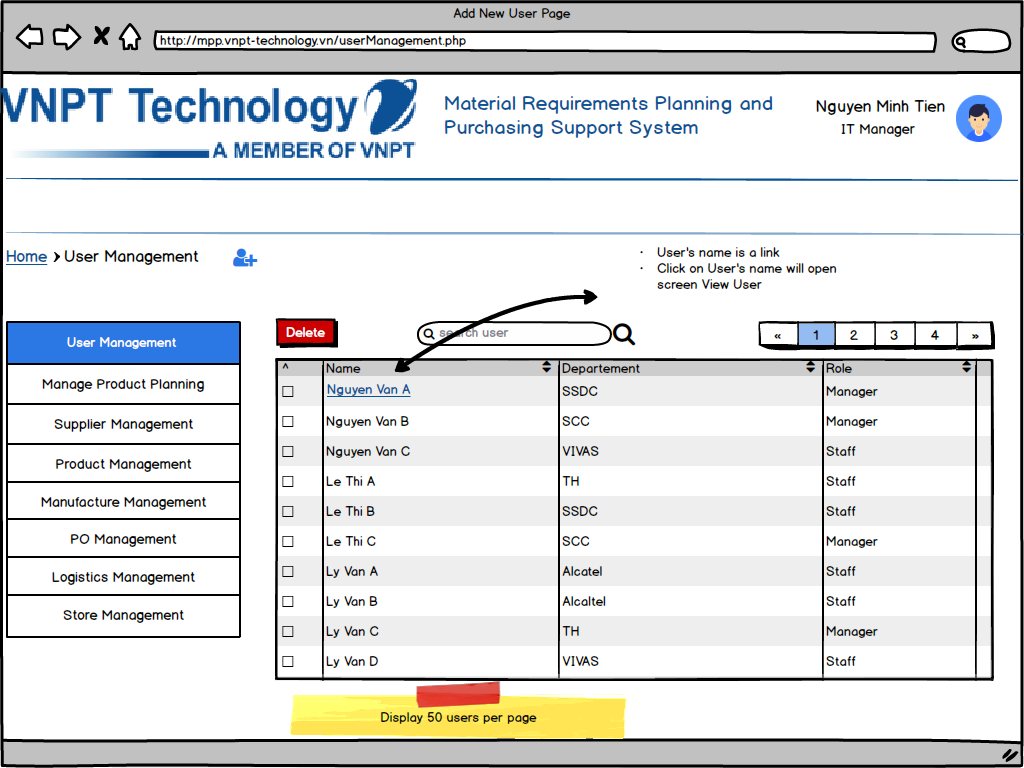 Add New User Page
http://mpp.vnpt-technology.vn/userManagement.php
VNPT Technology
A MEMBER OF VNPT
Material Requirements Planning and
Purchasing Support System
Nguyen Minh Tien
IT Manager
Home > User Management
· User's name is a link
· Click on User's name will open
screen View User
User Management
Manage Product Planning
Supplier Management
Product Management
Manufacture Management
PO Management
Logistics Management
Store Management
Delete
search user
« 1 2 3 4 »
^ Name Departement Role
Nguyen Van A SSDC Manager
Nguyen Van B SCC Manager
Nguyen Van C VIVAS Staff
Le Thi A TH Staff
Le Thi B SSDC Staff
Le Thi C SCC Manager
Ly Van A Alcatel Staff
Ly Van B Alcaltel Staff
Ly Van C TH Manager
Ly Van D VIVAS Staff
Display 50 users per page